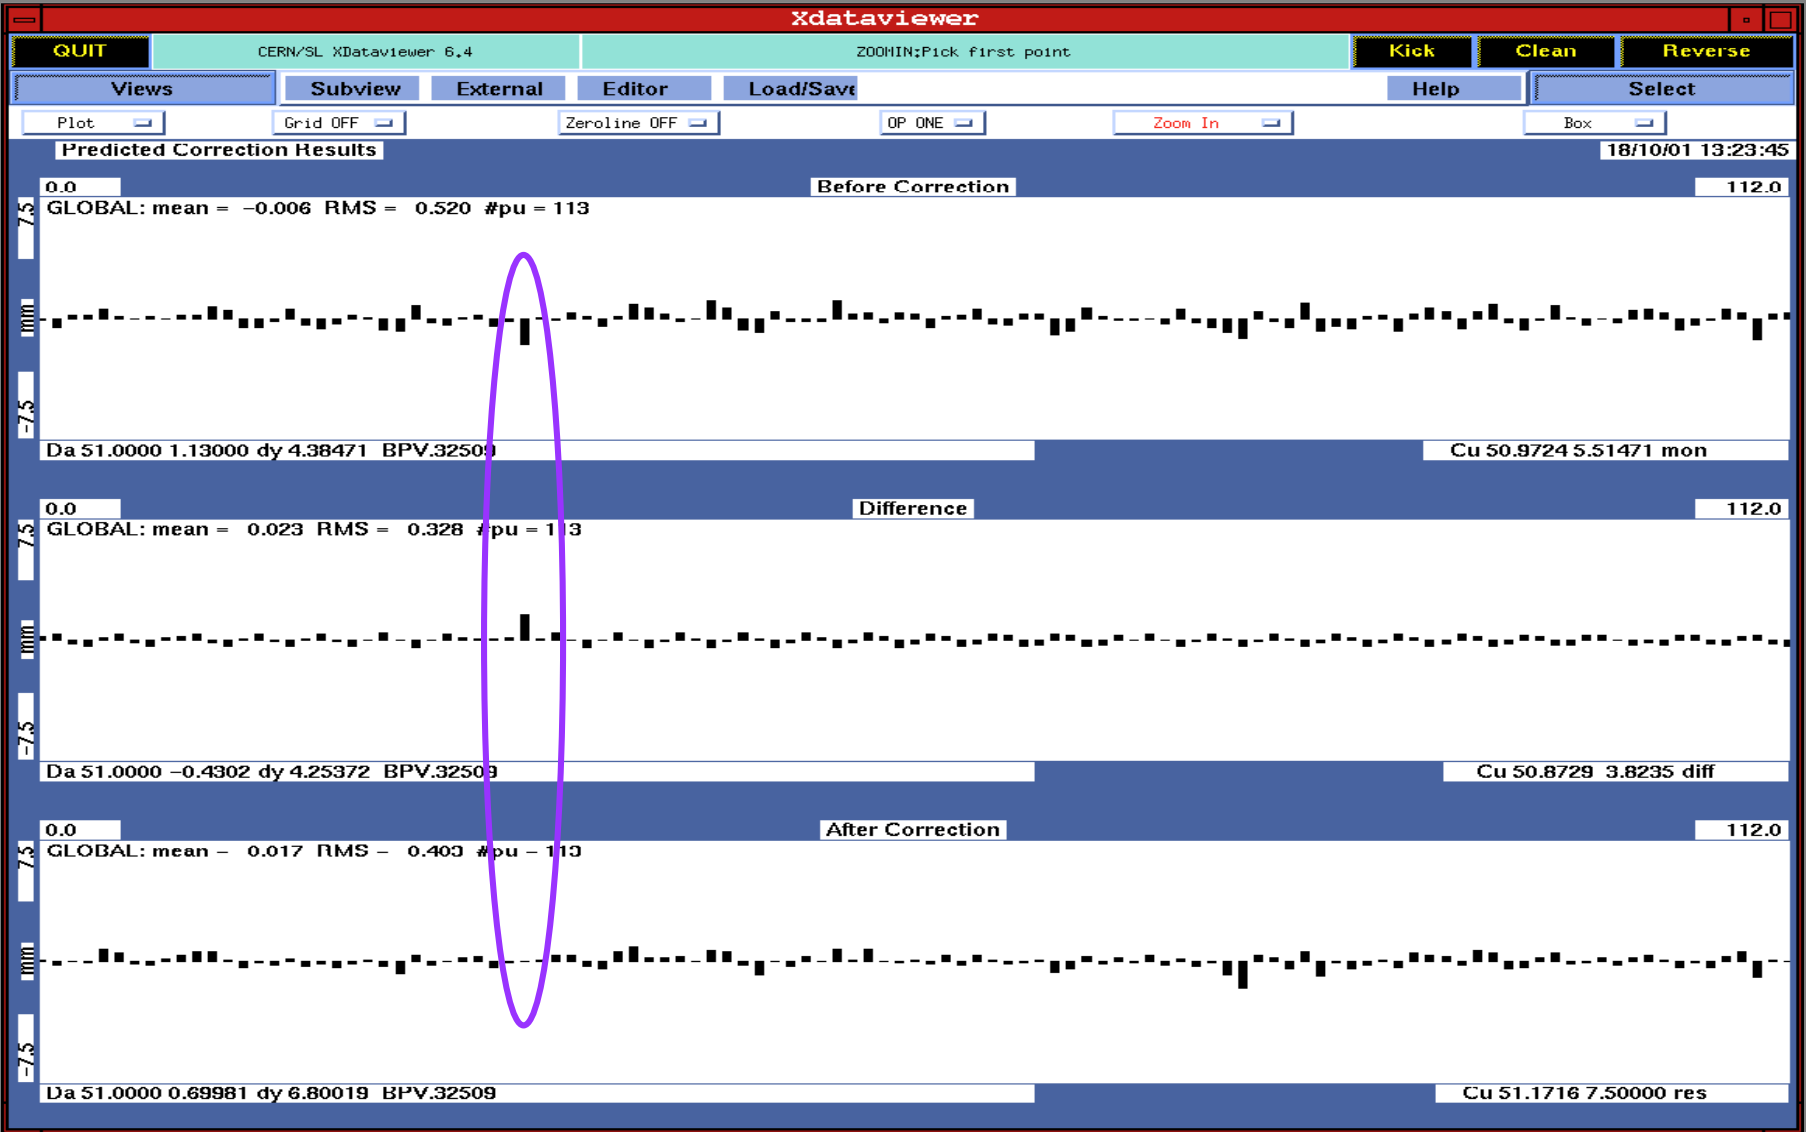 Xdataviewer
QUIT CERN/SL XDataviewer 6.4 ZOOMIN:Pick first point Kick Clean Reverse
Views Subview External Editor Load/Save Help Select
Plot Grid OFF Zeroline OFF OP ONE Zoom In Box
Predicted Correction Results 18/10/01 13:23:45
0.0 Before Correction 112.0
7.5 GLOBAL: mean = -0.006 RMS = 0.520 #pu = 113
mm
-7.5
Da 51.0000 1.13000 dy 4.38471 BPV.32509 Cu 50.9724 5.51471 mon
0.0 Difference 112.0
7.5 GLOBAL: mean = 0.023 RMS = 0.328 #pu = 113
mm
-7.5
Da 51.0000 -0.4302 dy 4.25372 BPV.32509 Cu 50.8729 3.8235 diff
0.0 After Correction 112.0
7.5 GLOBAL: mean = 0.017 RMS = 0.403 #pu = 113
mm
-7.5
Da 51.0000 0.69981 dy 6.80019 BPV.32509 Cu 51.1716 7.50000 res